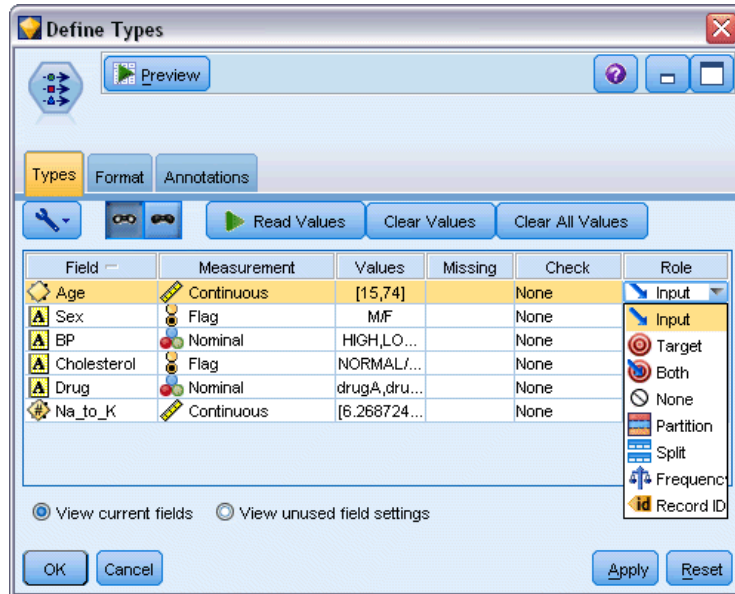 Define Types
Preview
Types Format Annotations
Read Values Clear Values Clear All Values
Field Measurement Values Missing Check Role
Age Continuous [15,74] None Input
A Sex Flag M/F None Input
A BP Nominal HIGH,LO... None Target
A Cholesterol Flag NORMAL/... None Both
A Drug Nominal drugA,dru... None None
# Na_to_K Continuous [6.268724... None Partition
Split
Frequenc
id Record ID
View current fields View unused field settings
OK Cancel Apply Reset